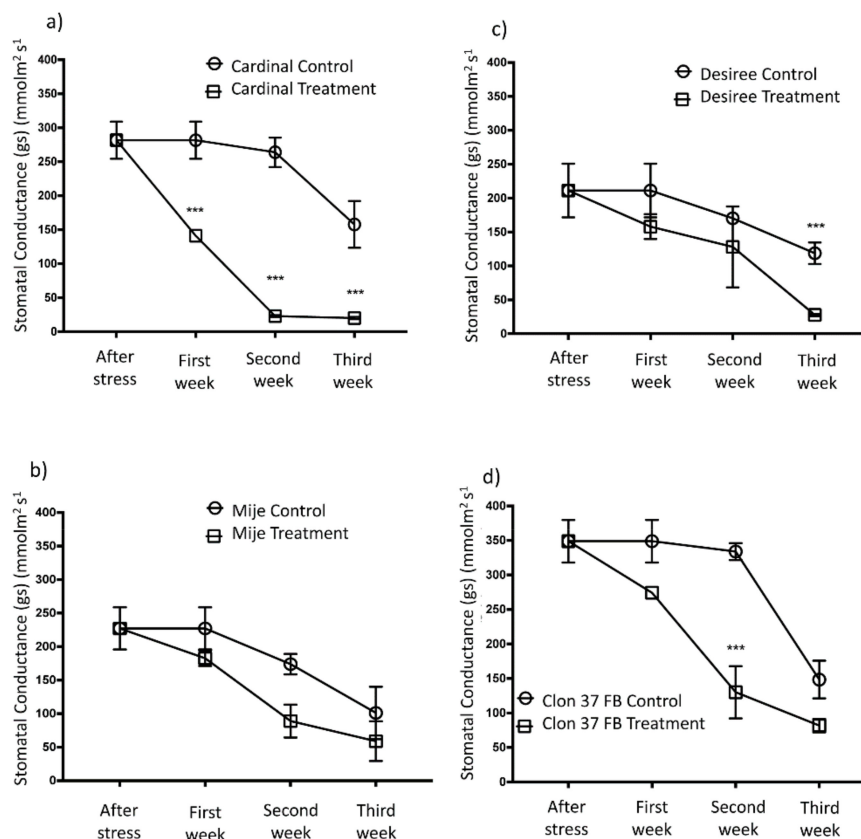 a)
Cardinal Control
Cardinal Treatment
Stomatal Conductance (gs) (mmolm² s¹)
400
350
300
250
200
150
100
50
0
***
***
***
After stress
First week
Second week
Third week
c)
Desiree Control
Desiree Treatment
Stomatal Conductance (gs) (mmolm² s¹)
400
350
300
250
200
150
100
50
0
***
After stress
First week
Second week
Third week
b)
Mije Control
Mije Treatment
Stomatal Conductance (gs) (mmolm² s¹)
400
350
300
250
200
150
100
50
0
After stress
First week
Second week
Third week
d)
Stomatal Conductance (gs) (mmolm² s¹)
400
350
300
250
200
150
100
50
0
***
Clon 37 FB Control
Clon 37 FB Treatment
After stress
First week
Second week
Third week